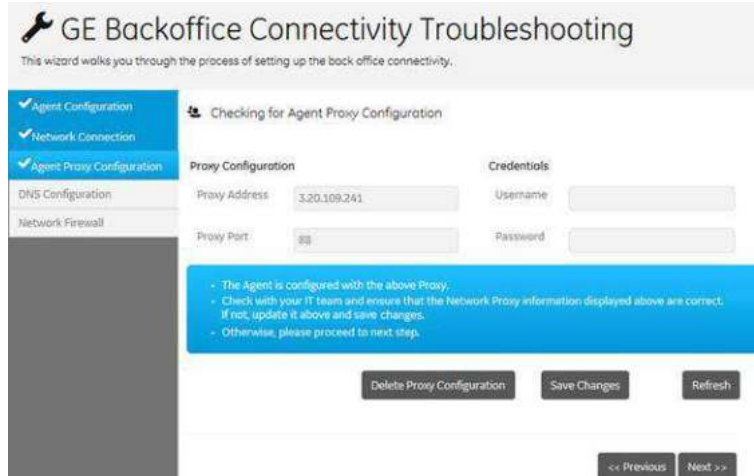 GE Backoffice Connectivity Troubleshooting
This wizard walks you through the process of setting up the back office connectivity.
Agent Configuration
Network Connection
Agent Proxy Configuration
DNS Configuration
Network Firewall
Checking for Agent Proxy Configuration
Proxy Configuration
Credentials
Proxy Address
3.20.109.241
Username
Proxy Port
Password
- The Agent is configured with the above Proxy.
- Check with your IT team and ensure that the Network Proxy information displayed above are correct.
If not, update it above and save changes.
- Otherwise, please proceed to next step.
Delete Proxy Configuration
Save Changes
Refresh
<< Previous
Next >>